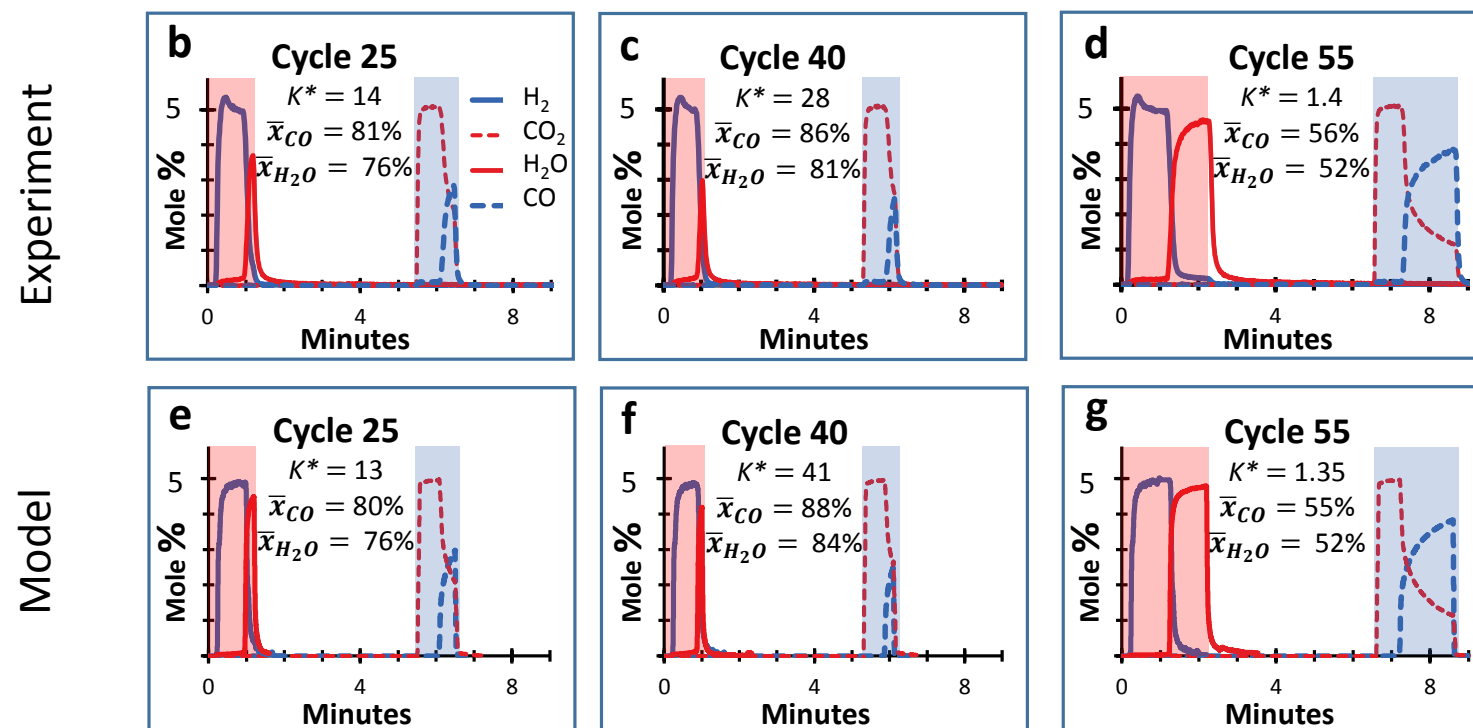 Experiment
b
Cycle 25
K* = 14
x̅CO = 81%
x̅H2O = 76%
H2
CO2
H2O
CO
5
Mole %
0
4
8
Minutes
c
Cycle 40
K* = 28
x̅CO = 86%
x̅H2O = 81%
5
Mole %
0
4
8
Minutes
d
Cycle 55
K* = 1.4
x̅CO = 56%
x̅H2O = 52%
5
Mole %
0
4
8
Minutes
Model
e
Cycle 25
K* = 13
x̅CO = 80%
x̅H2O = 76%
5
Mole %
0
4
8
Minutes
f
Cycle 40
K* = 41
x̅CO = 88%
x̅H2O = 84%
5
Mole %
0
4
8
Minutes
g
Cycle 55
K* = 1.35
x̅CO = 55%
x̅H2O = 52%
5
Mole %
0
4
8
Minutes